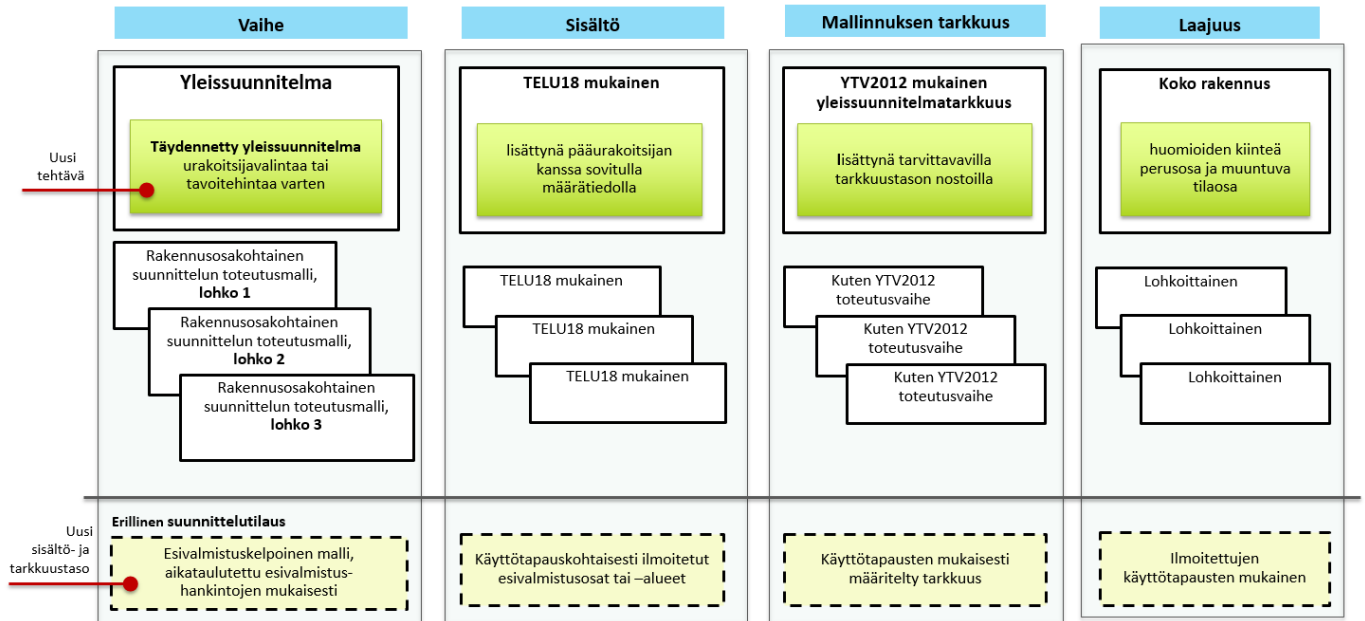 Vaihe
Sisältö
Mallinnuksen tarkkuus
Laajuus
Uusi
tehtävä
Yleissuunnitelma
Täydennetty yleissuunnitelma
urakoitsijavalintaa tai
tavoitehintaa varten
Rakennusosakohtainen
suunnittelun toteutusmalli,
lohko 1
Rakennusosakohtainen
suunnittelun toteutusmalli,
lohko 2
Rakennusosakohtainen
suunnittelun toteutusmalli,
lohko 3
TELU18 mukainen
lisättynä pääurakoitsijan
kanssa sovitulla
määrätiedolla
TELU18 mukainen
TELU18 mukainen
TELU18 mukainen
YTV2012 mukainen
yleissuunnitelmatarkkuus
lisättynä tarvittavavilla
tarkkuustason nostoilla
Kuten YTV2012
toteutusvaihe
Kuten YTV2012
toteutusvaihe
Kuten YTV2012
toteutusvaihe
Koko rakennus
huomioiden kiinteä
perusosa ja muuntuva
tilaosa
Lohkoittainen
Lohkoittainen
Lohkoittainen
Uusi
sisältö- ja
tarkkuustaso
Erillinen suunnittelutilaus
Esivalmistuskelpoinen malli,
aikataulutettu esivalmistus-
hankintojen mukaisesti
Käyttötapauskohtaisesti ilmoitetut
esivalmistusosat tai –alueet
Käyttötapausten mukaisesti
määritelty tarkkuus
Ilmoitettujen
käyttötapausten mukainen